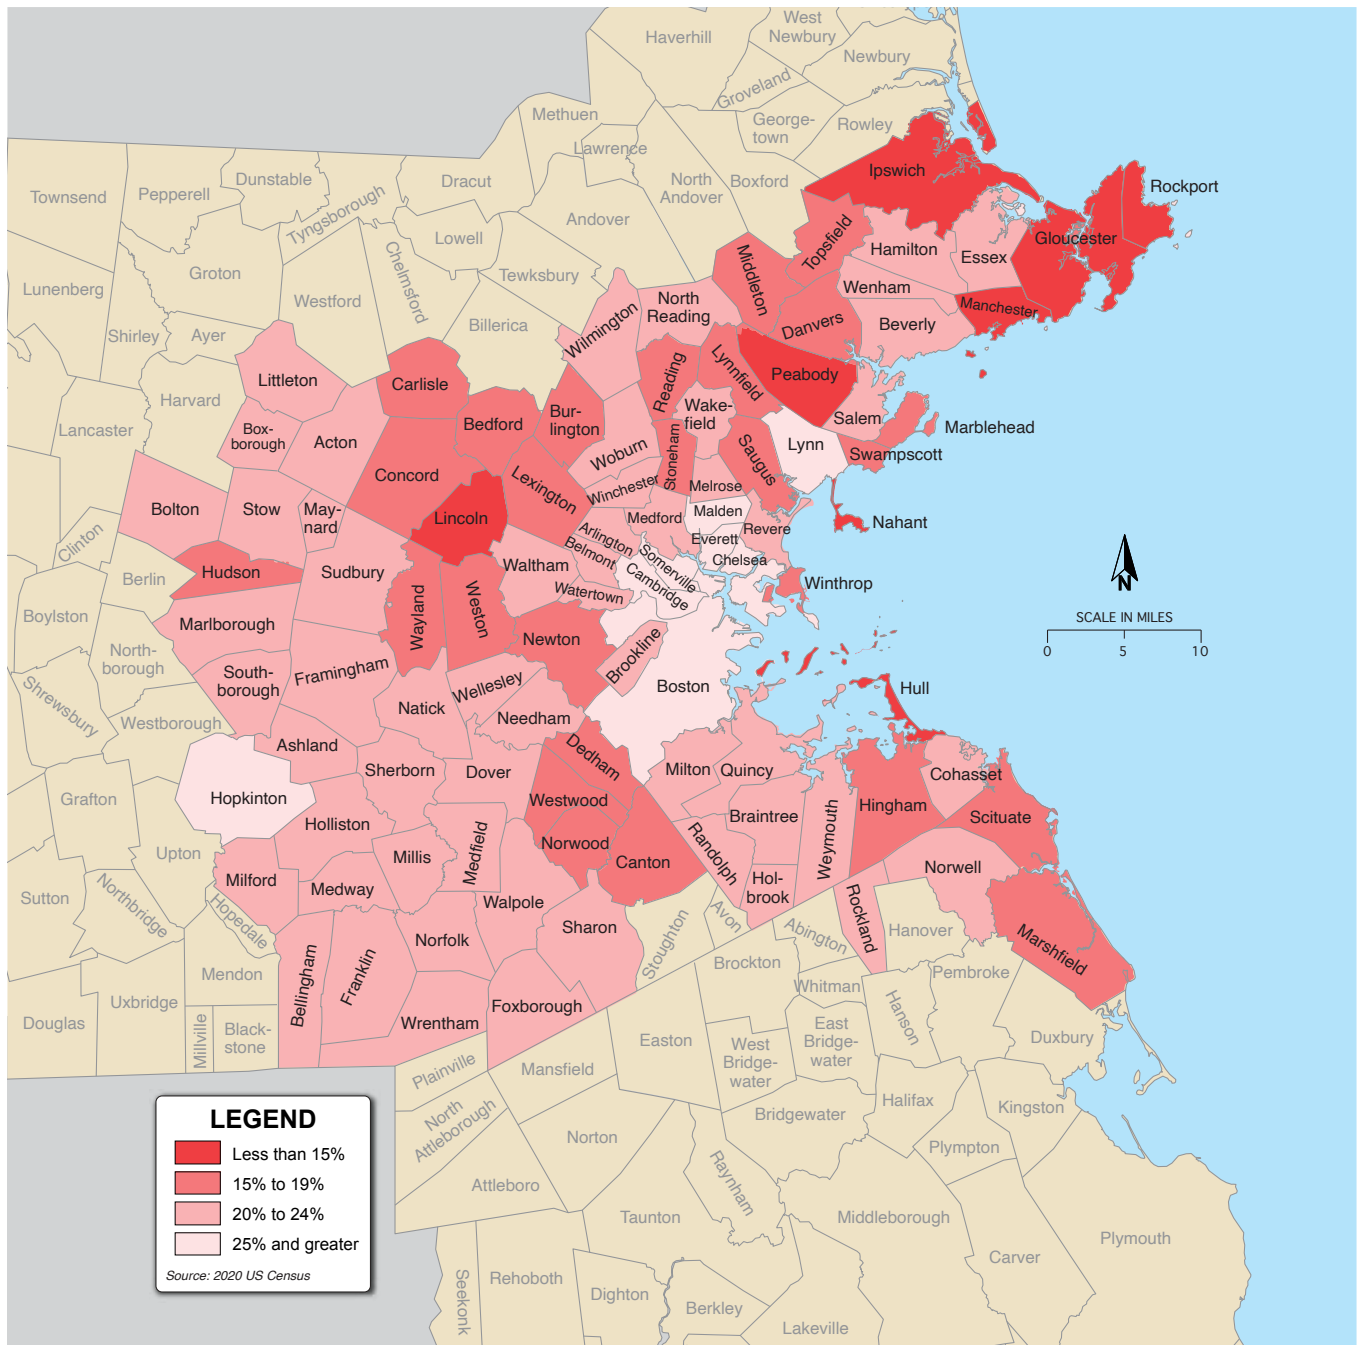 Haverhill
West
Newbury
Newbury
Groveland
Methuen
George-
town
Rowley
Lawrence
Ipswich
Rockport
Townsend
Pepperell
Dunstable
Tyngsborough
Dracut
North
Andover
Boxford
Andover
Lowell
Topsfield
Hamilton
Essex
Gloucester
Groton
Chelmsford
Tewksbury
Middleton
Wenham
Lunenberg
Westford
Billerica
Wilmington
North
Reading
Danvers
Beverly
Manchester
Shirley
Ayer
Littleton
Carlisle
Reading
Lynnfield
Peabody
Harvard
Lancaster
Box-
borough
Acton
Bedford
Bur-
lington
Woburn
Stoneham
Wake-
field
Saugus
Lynn
Salem
Marblehead
Swampscott
Concord
Lexington
Winchester
Melrose
Bolton
Stow
May-
nard
Lincoln
Arlington
Medford
Malden
Everett
Revere
Nahant
Clinton
Berlin
Hudson
Sudbury
Waltham
Belmont
Somerville
Cambridge
Chelsea
Watertown
Winthrop
Boylston
Marlborough
Wayland
Weston
Newton
Brookline
North-
borough
South-
borough
Framingham
Natick
Wellesley
Needham
Boston
Hull
Shrewsbury
Westborough
Ashland
Sherborn
Dover
Dedham
Milton
Quincy
Cohasset
Grafton
Hopkinton
Holliston
Medfield
Westwood
Norwood
Canton
Randolph
Braintree
Weymouth
Hingham
Scituate
Upton
Milford
Medway
Millis
Walpole
Hol-
brook
Norwell
Sutton
Northbridge
Hopedale
Bellingham
Franklin
Norfolk
Sharon
Stoughton
Avon
Abington
Rockland
Hanover
Marshfield
Mendon
Uxbridge
Brockton
Whitman
Pembroke
Hanson
Douglas
Millville
Black-
stone
Wrentham
Foxborough
Easton
West
Bridge-
water
East
Bridge-
water
Duxbury
Plainville
Mansfield
North
Attleborough
Norton
Bridgewater
Halifax
Kingston
Plympton
Attleboro
Raynham
Taunton
Middleborough
Carver
Plymouth
Seekonk
Rehoboth
Dighton
Berkley
Lakeville
N
SCALE IN MILES
0 5 10
LEGEND
Less than 15%
15% to 19%
20% to 24%
25% and greater
Source: 2020 US Census